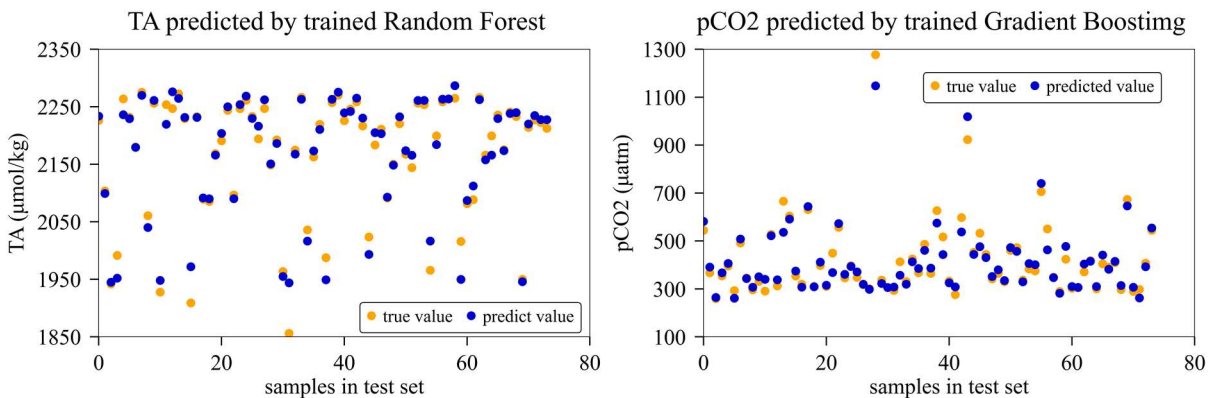 TA predicted by trained Random Forest
TA (μmol/kg)
2350
2250
2150
2050
1950
1850
true value
predict value
0
20
40
60
80
samples in test set
pCO2 predicted by trained Gradient Boostimg
pCO2 (μatm)
1300
1100
900
700
500
300
100
true value
predicted value
0
20
40
60
80
samples in test set